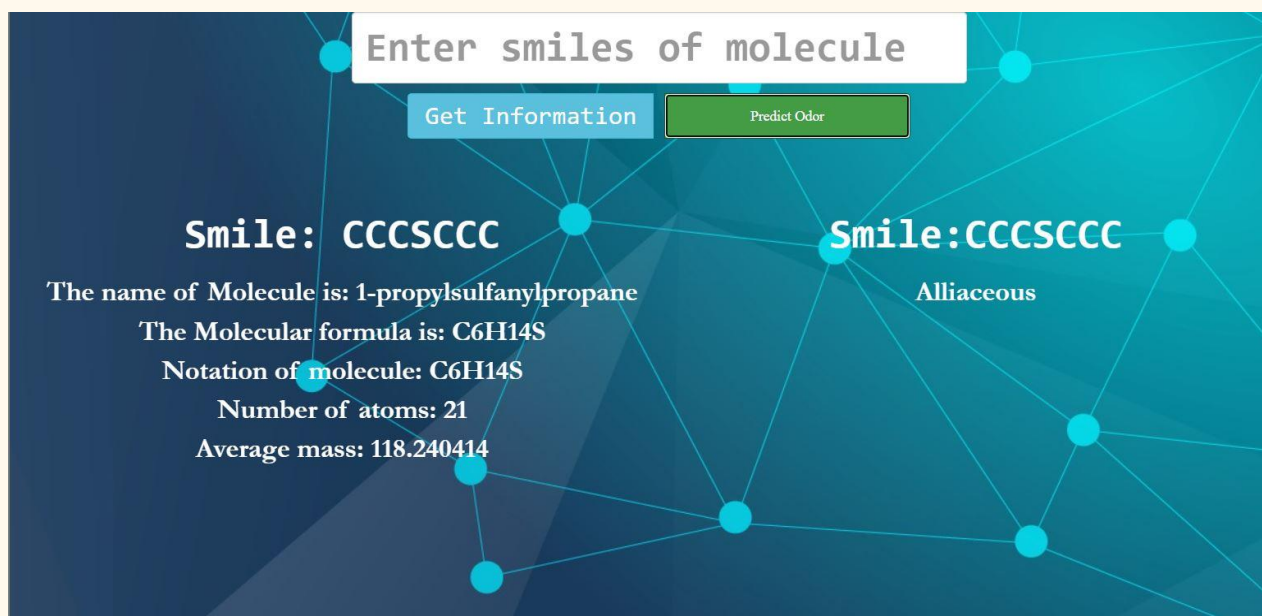 Enter smiles of molecule
Get Information
Predict Odor
Smile: CCCSCCC
The name of Molecule is: 1-propylsulfanylpropane
The Molecular formula is: C6H14S
Notation of molecule: C6H14S
Number of atoms: 21
Average mass: 118.240414
Smile:CCCSCCC
Alliaceous